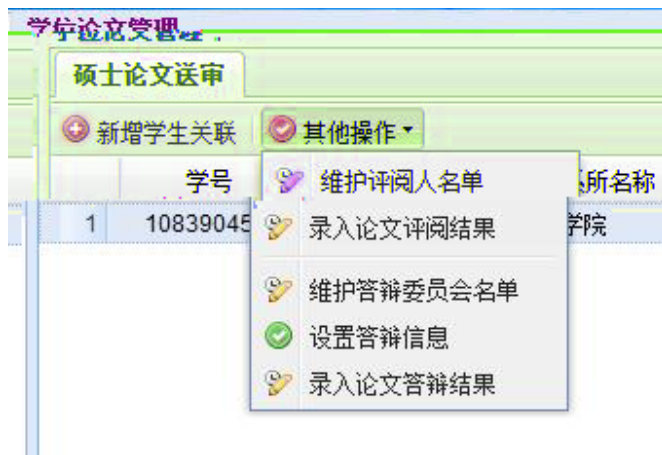 学位论文管理
硕士论文送审
新增学生关联 其他操作
学号 维护评阅人名单 所名称
1 10839045 录入论文评阅结果 学院
维护答辩委员会名单
设置答辩信息
录入论文答辩结果